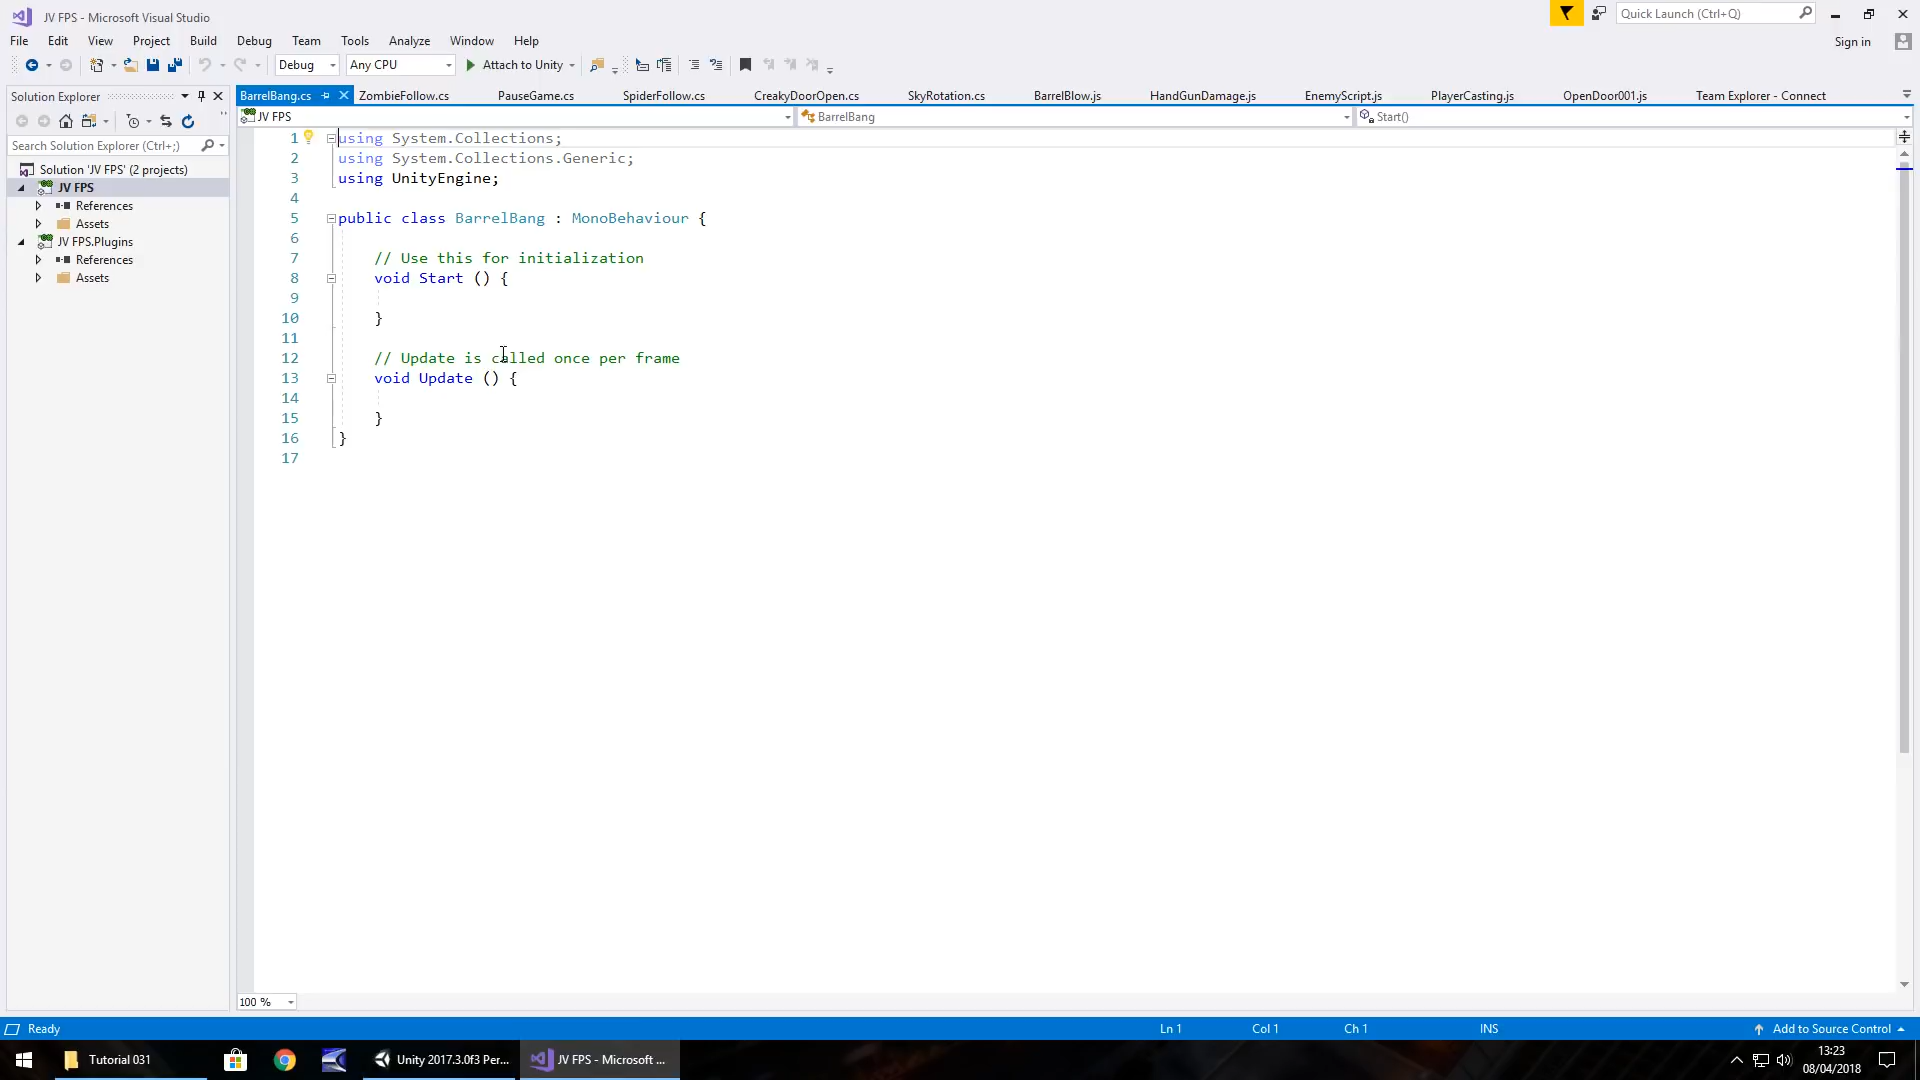 JV FPS - Microsoft Visual Studio
Quick Launch (Ctrl+Q)
File Edit View Project Build Debug Team Tools Analyze Window Help
Sign in
Debug Any CPU Attach to Unity
Solution Explorer
BarrelBang.cs ZombieFollow.cs PauseGame.cs SpiderFollow.cs CreakyDoorOpen.cs SkyRotation.cs BarrelBlow.js HandGunDamage.js EnemyScript.js PlayerCasting.js OpenDoor001.js Team Explorer - Connect
JV FPS BarrelBang Start()
Search Solution Explorer (Ctrl+;)
Solution 'JV FPS' (2 projects)
JV FPS
References
Assets
JV FPS.Plugins
References
Assets
1 using System.Collections;
2 using System.Collections.Generic;
3 using UnityEngine;
4
5 public class BarrelBang : MonoBehaviour {
6
7 // Use this for initialization
8 void Start () {
9
10 }
11
12 // Update is called once per frame
13 void Update () {
14
15 }
16 }
17
100 %
Ready Ln 1 Col 1 Ch 1 INS Add to Source Control
Tutorial 031 Unity 2017.3.0f3 Per... JV FPS - Microsoft ...
13:23
08/04/2018